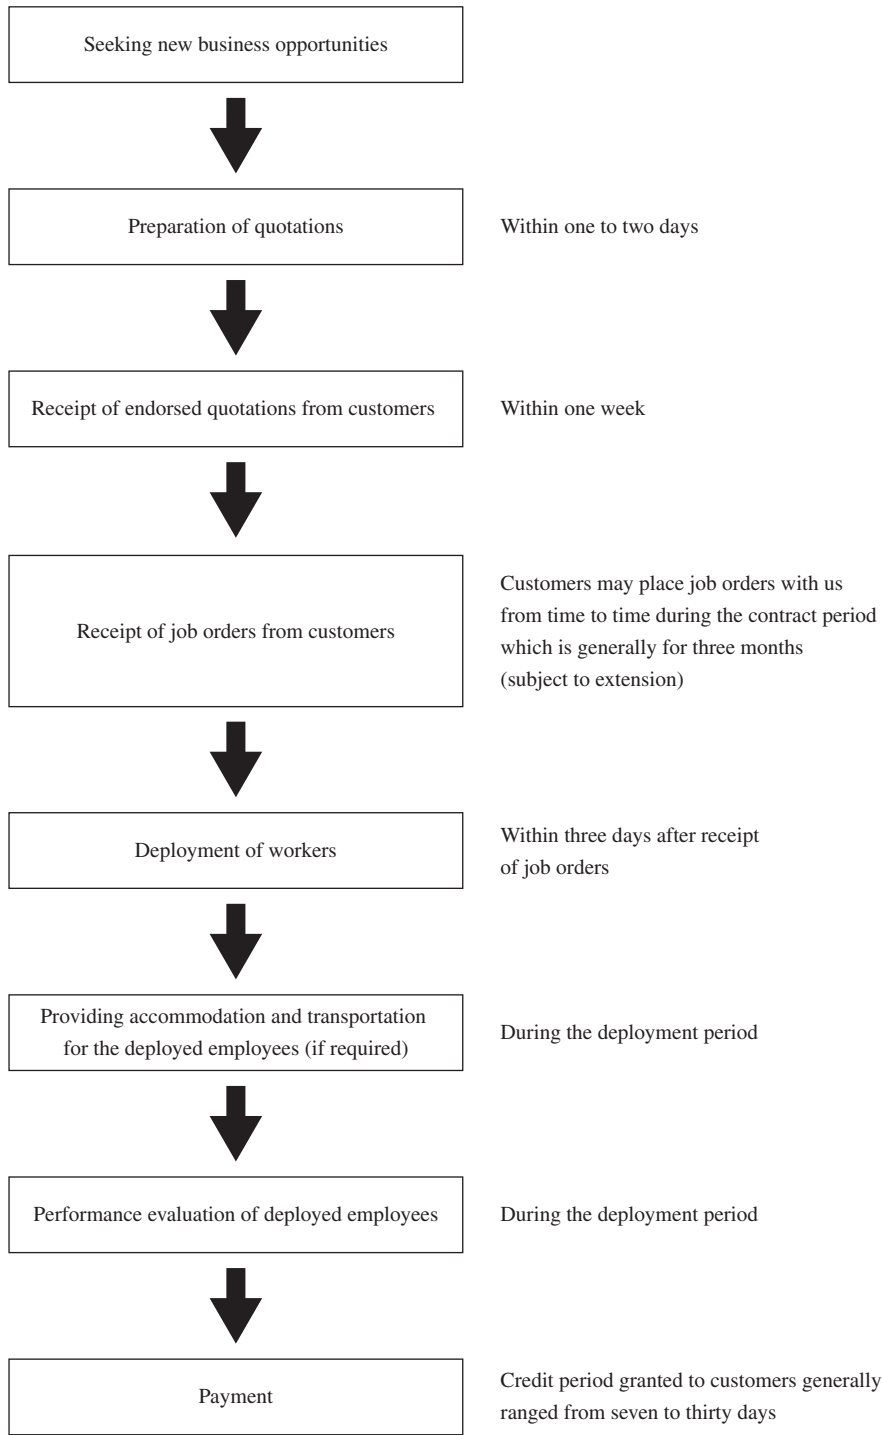 Seeking new business opportunities
Preparation of quotations
Within one to two days
Receipt of endorsed quotations from customers
Within one week
Receipt of job orders from customers
Customers may place job orders with us
from time to time during the contract period
which is generally for three months
(subject to extension)
Deployment of workers
Within three days after receipt
of job orders
Providing accommodation and transportation
for the deployed employees (if required)
During the deployment period
Performance evaluation of deployed employees
During the deployment period
Payment
Credit period granted to customers generally
ranged from seven to thirty days